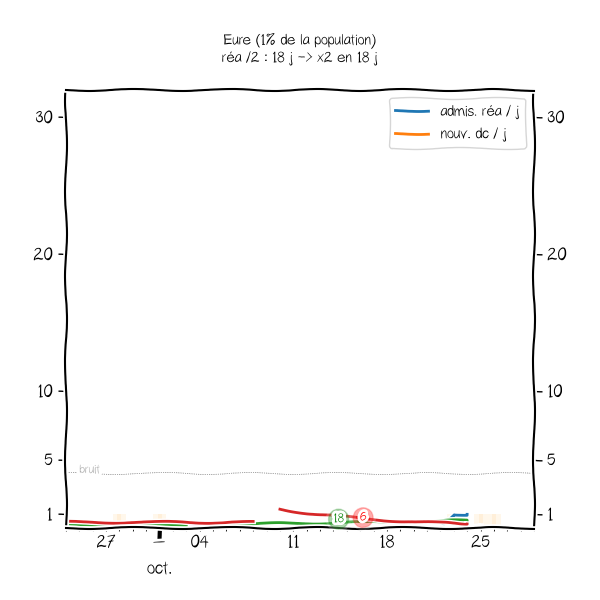 Eure (1% de la population)
réa /2 : 18 j -> x2 en 18 j
admis. réa / j
nouv. dc / j
30 30
20 20
10 10
5 5
bruit
1 1
18 6
27 04 11 18 25
oct.